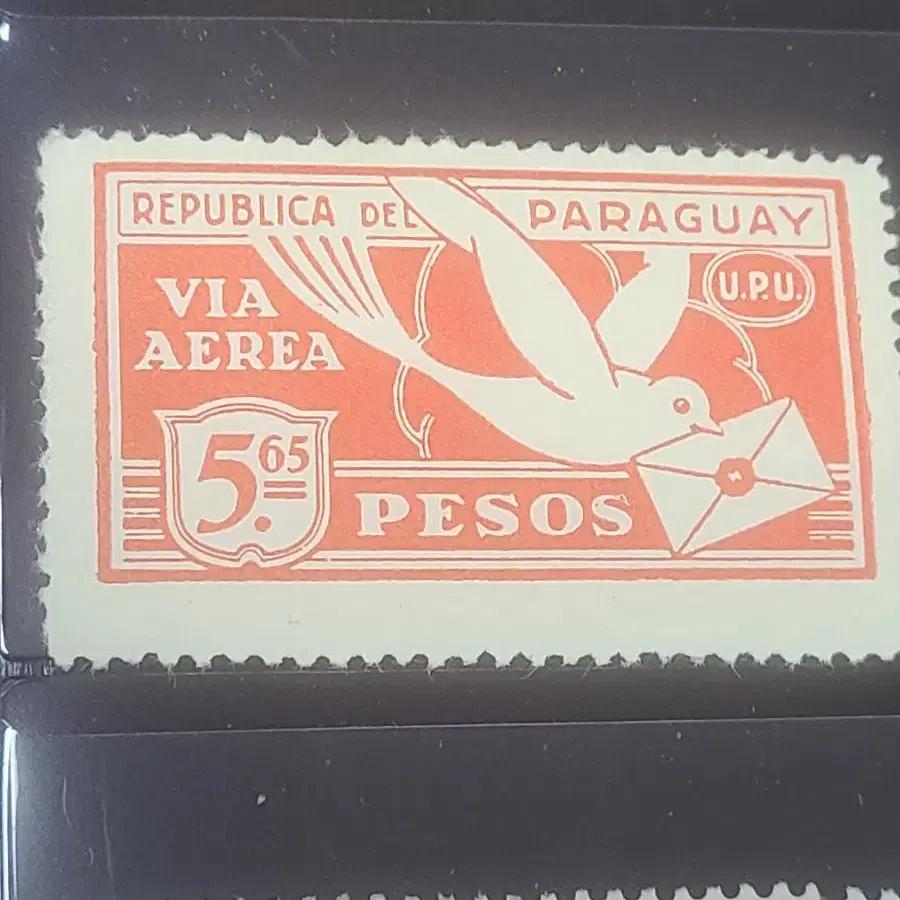 REPUBLICA DEL PARAGUAY
VIA
AEREA
U.P.U.
5.65
PESOS